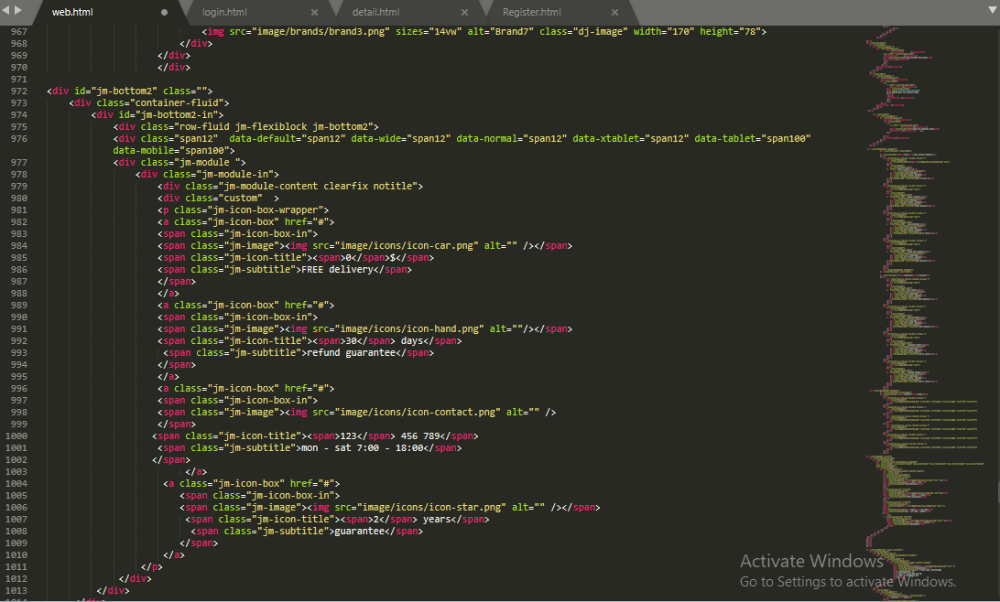 web.html login.html detail.html Register.html
967 <img src="image/brands/brand3.png" sizes="14vw" alt="Brand7" class="dj-image" width="170" height="78">
968 </div>
969 </div>
970 </div>
971
972 <div id="jm-bottom2" class="">
973 <div class="container-fluid">
974 <div id="jm-bottom2-in">
975 <div class="row-fluid jm-flexiblock jm-bottom2">
976 <div class="span12"  data-default="span12" data-wide="span12" data-normal="span12" data-xtablet="span12" data-tablet="span100"
data-mobile="span100">
977 <div class="jm-module ">
978 <div class="jm-module-in">
979 <div class="jm-module-content clearfix notitle">
980 <div class="custom"  >
981 <p class="jm-icon-box-wrapper">
982 <a class="jm-icon-box" href="#">
983 <span class="jm-icon-box-in">
984 <span class="jm-image"><img src="image/icons/icon-car.png" alt="" /></span>
985 <span class="jm-icon-title"><span>0</span>$</span>
986 <span class="jm-subtitle">FREE delivery</span>
987 </span>
988 </a>
989 <a class="jm-icon-box" href="#">
990 <span class="jm-icon-box-in">
991 <span class="jm-image"><img src="image/icons/icon-hand.png" alt=""/></span>
992 <span class="jm-icon-title"><span>30</span> days</span>
993 <span class="jm-subtitle">refund guarantee</span>
994 </span>
995 </a>
996 <a class="jm-icon-box" href="#">
997 <span class="jm-icon-box-in">
998 <span class="jm-image"><img src="image/icons/icon-contact.png" alt="" />
999 </span>
1000 <span class="jm-icon-title"><span>123</span> 456 789</span>
1001 <span class="jm-subtitle">mon - sat 7:00 - 18:00</span>
1002 </span>
1003 </a>
1004 <a class="jm-icon-box" href="#">
1005 <span class="jm-icon-box-in">
1006 <span class="jm-image"><img src="image/icons/icon-star.png" alt="" /></span>
1007 <span class="jm-icon-title"><span>2</span> years</span>
1008 <span class="jm-subtitle">guarantee</span>
1009 </span>
1010 </a>
1011 </p>
1012 </div>
1013 </div>
Activate Windows
Go to Settings to activate Windows.